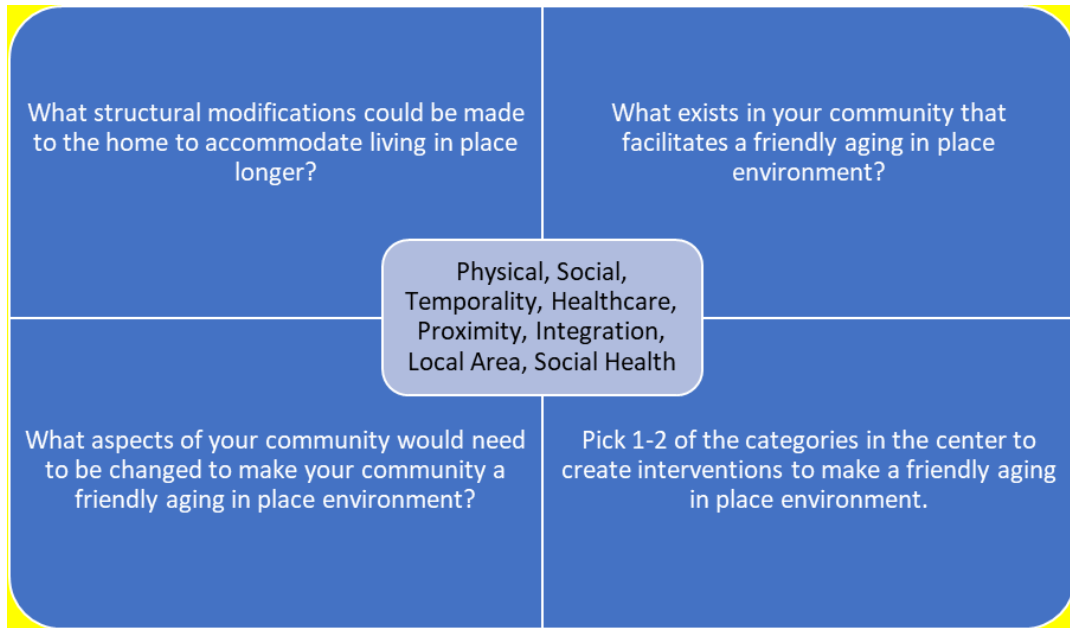 What structural modifications could be made
to the home to accommodate living in place
longer?
What exists in your community that
facilitates a friendly aging in place
environment?
Physical, Social,
Temporality, Healthcare,
Proximity, Integration,
Local Area, Social Health
What aspects of your community would need
to be changed to make your community a
friendly aging in place environment?
Pick 1-2 of the categories in the center to
create interventions to make a friendly aging
in place environment.